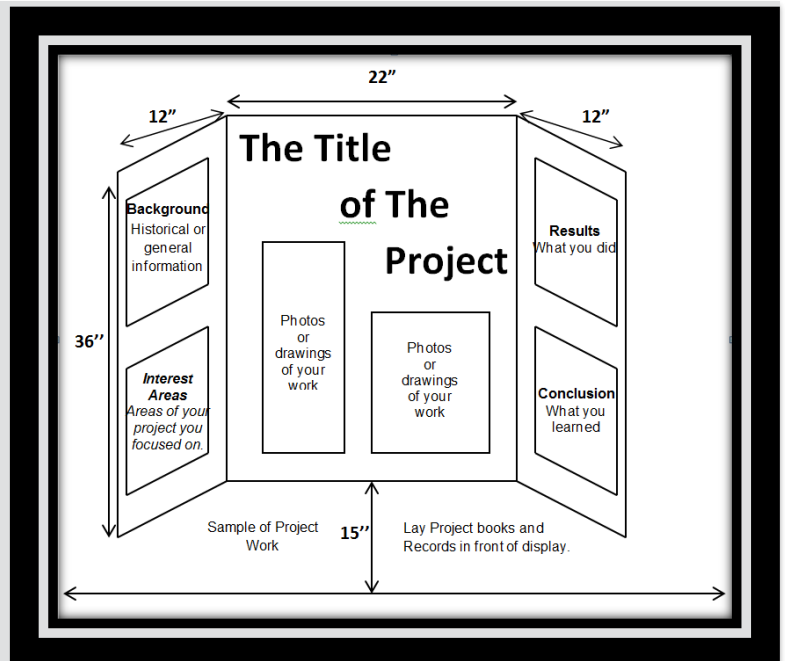 22”
12”
12”
The Title
of The
Project
Background
Historical or
general
information
Results
What you did
Photos
or
drawings
of your
work
Photos
or
drawings
of your
work
36’’
Interest
Areas
Areas of your
project you
focused on.
Conclusion
What you
learned
Sample of Project
Work
15’’
Lay Project books and
Records in front of display.